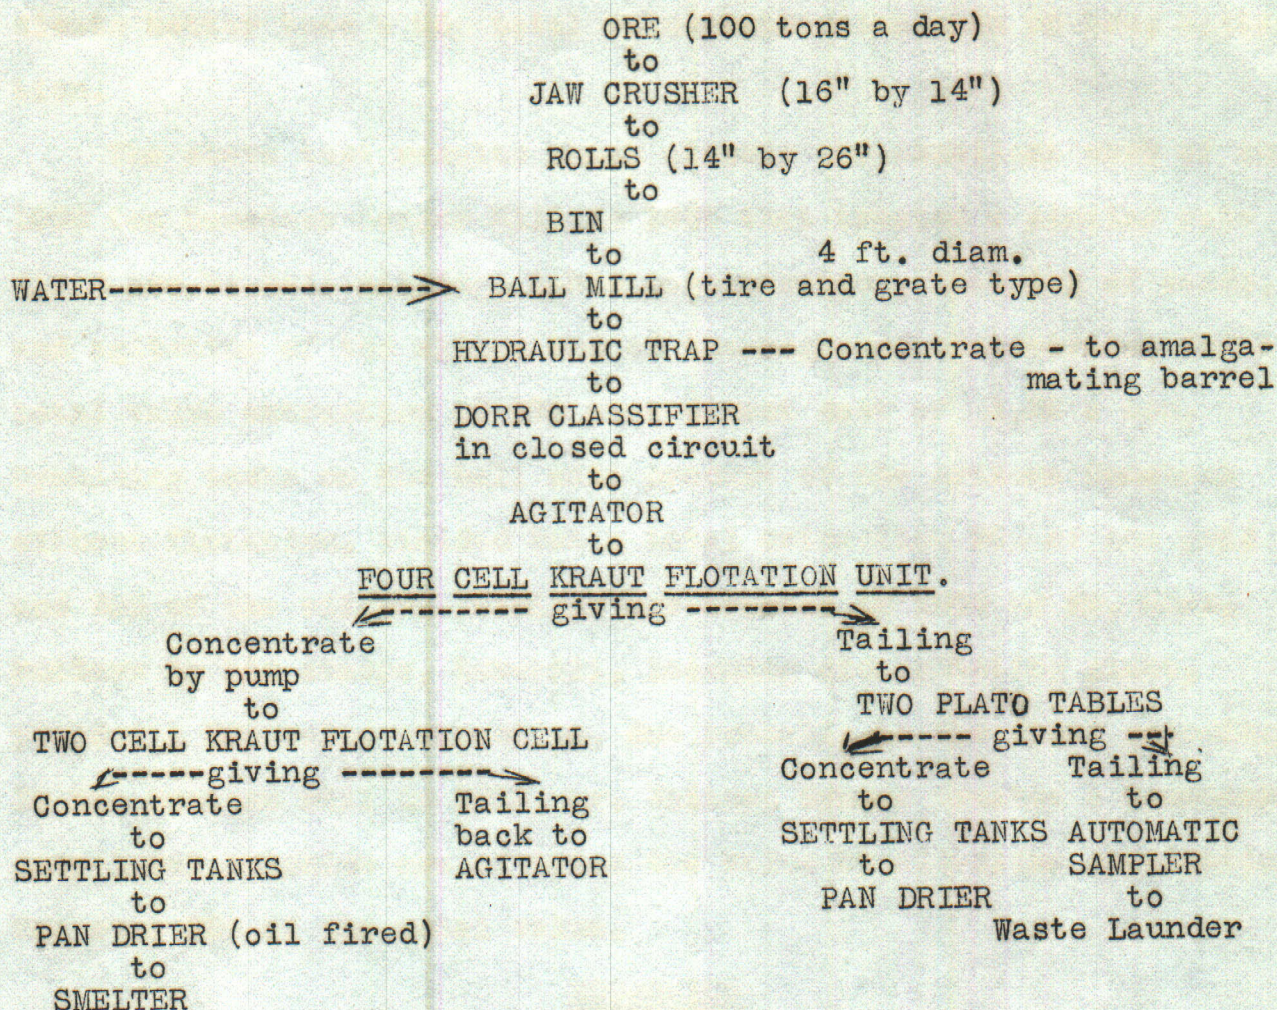 ORE (100 tons a day)
to
JAW CRUSHER (16" by 14")
to
ROLLS (14" by 26")
to
BIN
to 4 ft. diam.
WATER--------------> BALL MILL (tire and grate type)
to
HYDRAULIC TRAP --- Concentrate - to amalga-
to mating barrel
DORR CLASSIFIER
in closed circuit
to
AGITATOR
to
FOUR CELL KRAUT FLOTATION UNIT.
<------- giving ------->
Concentrate Tailing
by pump to
to TWO PLATO TABLES
TWO CELL KRAUT FLOTATION CELL <----- giving -->
<-----giving ------->
Concentrate Tailing
Concentrate Tailing to to
to back to SETTLING TANKS AUTOMATIC
SETTLING TANKS AGITATOR to SAMPLER
to PAN DRIER to
PAN DRIER (oil fired) Waste Launder
to
SMELTER